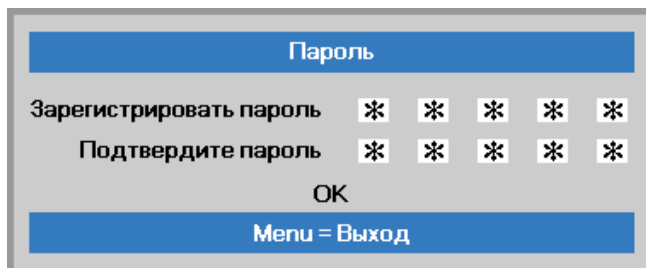 Пароль
Зарегистрировать пароль * * * * *
Подтвердите пароль * * * * *
OK
Menu = Выход